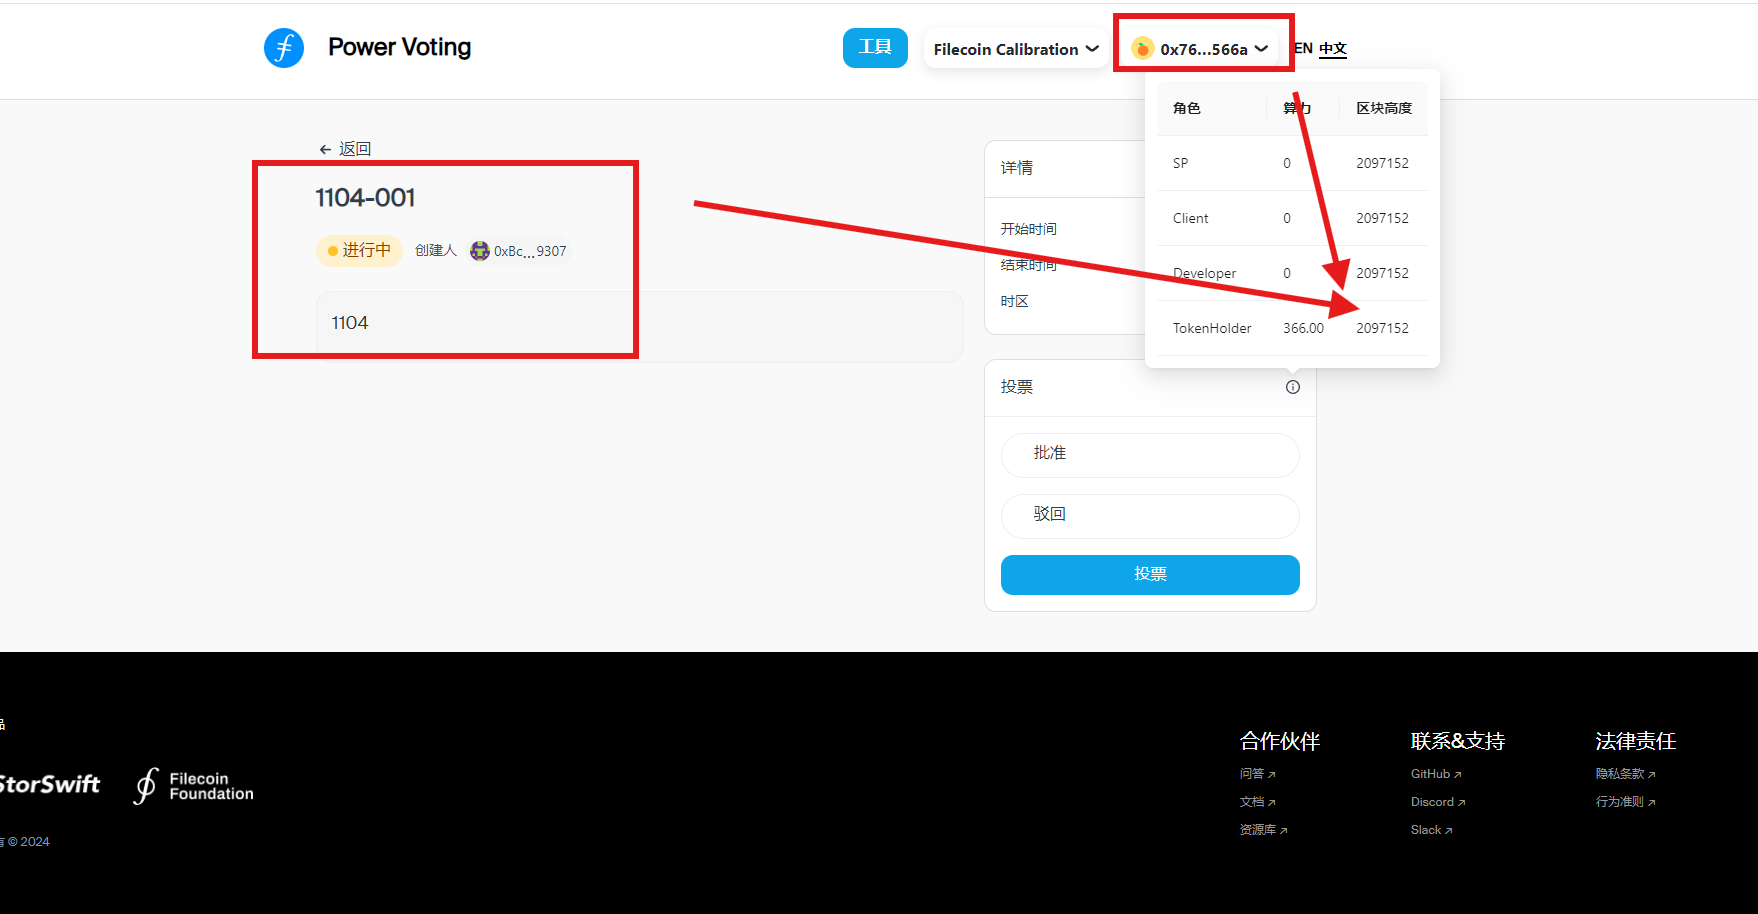 Power Voting
工具
Filecoin Calibration
0x76...566a
EN 中文
← 返回
1104-001
进行中 创建人 0xBc...9307
1104
详情
开始时间
结束时间
时区
角色 算力 区块高度
SP 0 2097152
Client 0 2097152
Developer 0 2097152
TokenHolder 366.00 2097152
投票
批准
驳回
投票
品
StorSwift
Filecoin
Foundation
有 © 2024
合作伙伴
问答
文档
资源库
联系&支持
GitHub
Discord
Slack
法律责任
隐私条款
行为准则